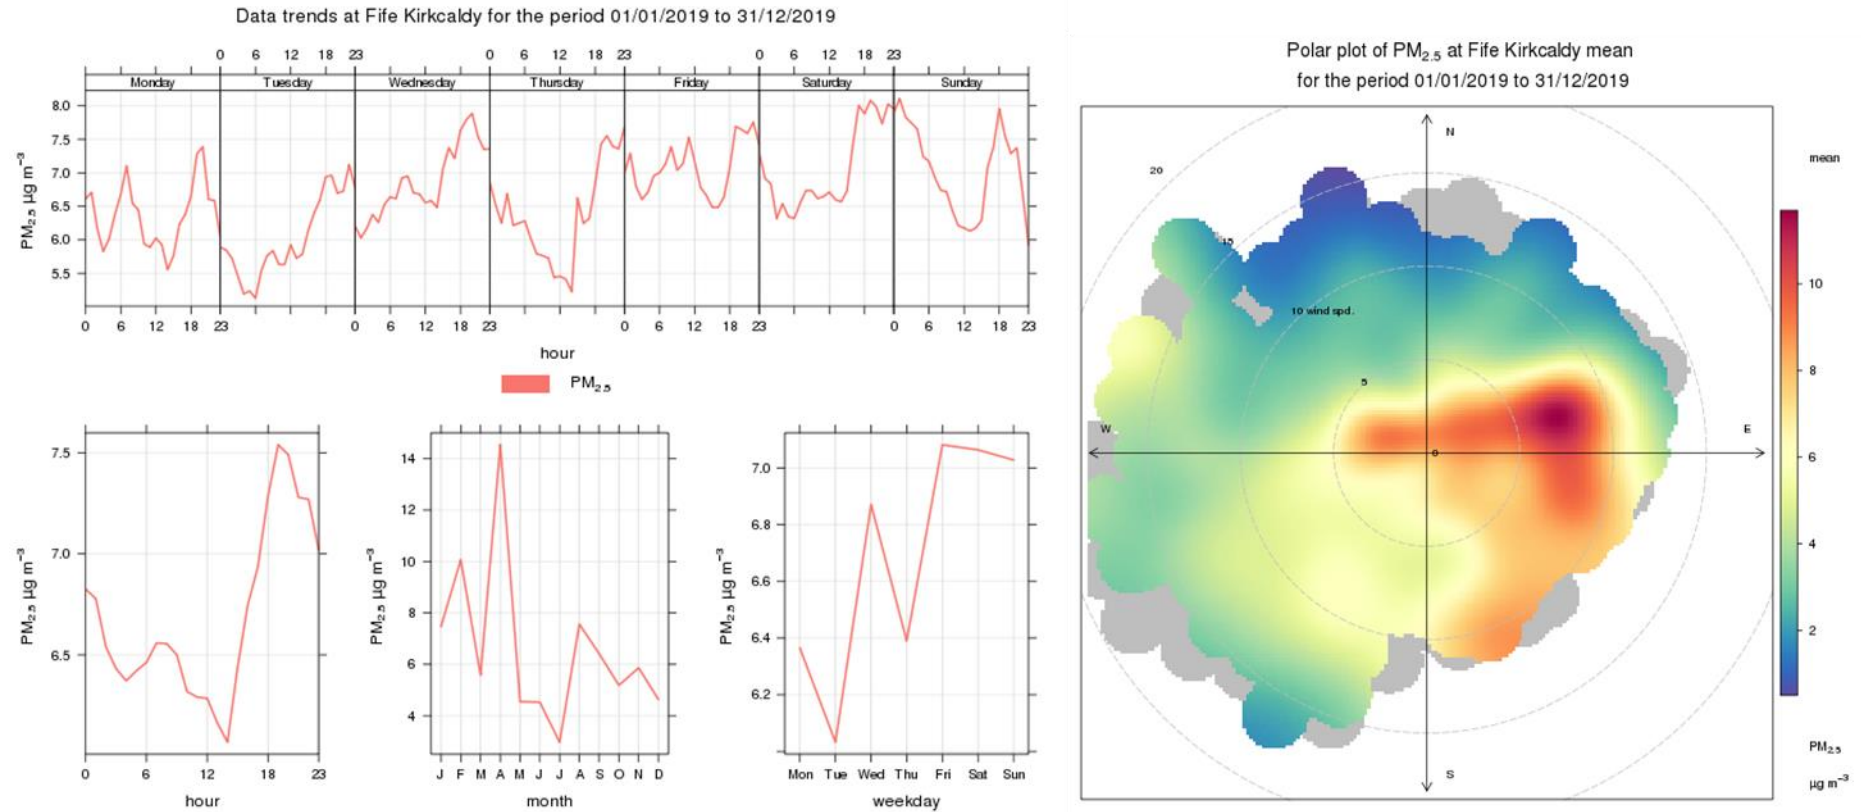 Data trends at Fife Kirkcaldy for the period 01/01/2019 to 31/12/2019
0 6 12 18 23 0 6 12 18 23 0 6 12 18 23
Monday Tuesday Wednesday Thursday Friday Saturday Sunday
8.0
7.5
7.0
6.5
6.0
5.5
PM2.5 µg m−3
0 6 12 18 23 0 6 12 18 23 0 6 12 18 23 0 6 12 18 23
hour
PM2.5
7.5
7.0
6.5
PM2.5 µg m−3
0 6 12 18 23
hour
14
12
10
8
6
4
PM2.5 µg m−3
J F M A M J J A S O N D
month
7.0
6.8
6.6
6.4
6.2
PM2.5 µg m−3
Mon Tue Wed Thu Fri Sat Sun
weekday
Polar plot of PM2.5 at Fife Kirkcaldy mean
for the period 01/01/2019 to 31/12/2019
N
20
15
10 wind spd.
5
W
E
0
S
mean
10
8
6
4
2
PM2.5
µg m−3